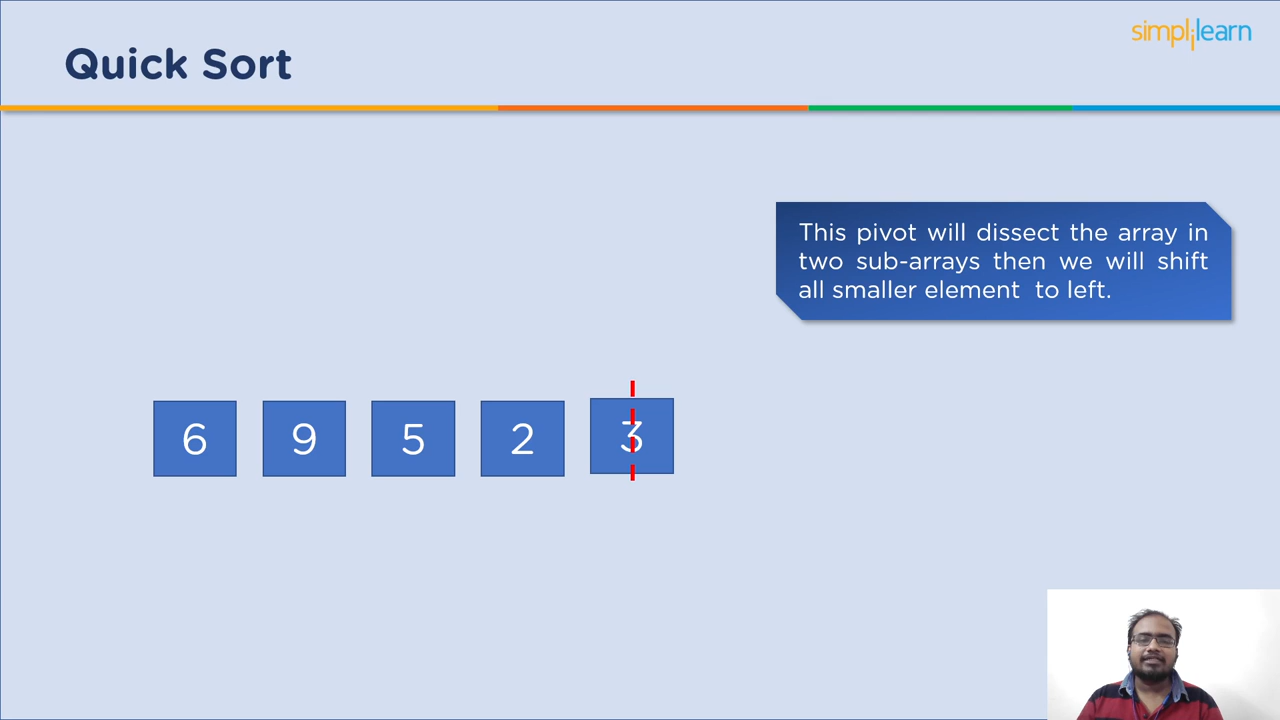 simplilearn
Quick Sort
This pivot will dissect the array in
two sub-arrays then we will shift
all smaller element to left.
6 9 5 2 3